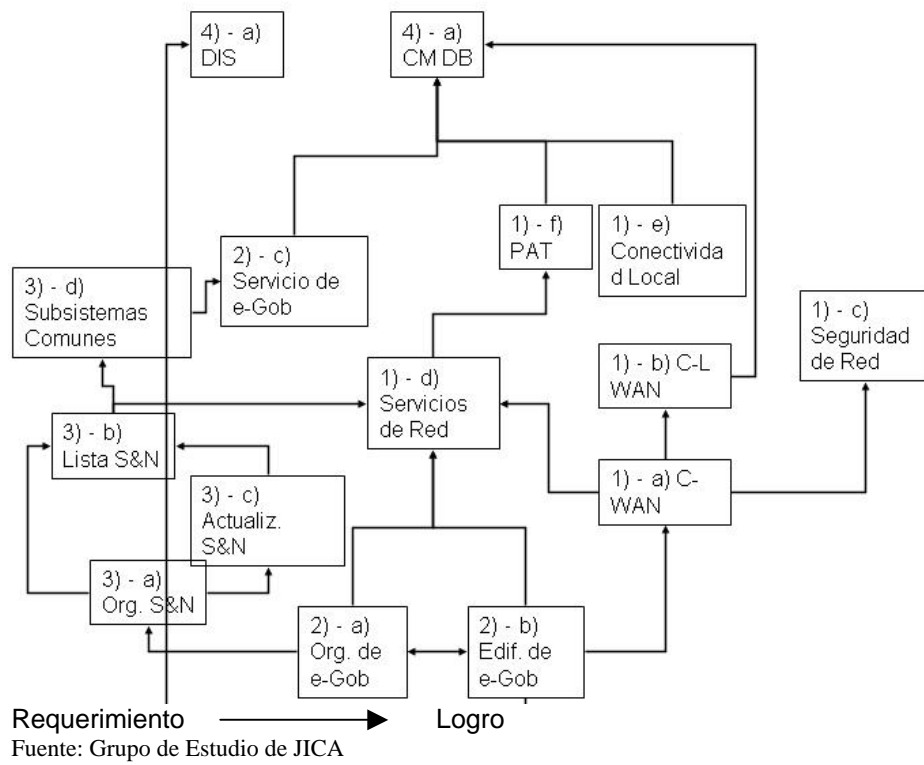 4) - a)
DIS
4) - a)
CM DB
1) - f)
PAT
1) - e)
Conectivida
d Local
2) - c)
Servicio de
e-Gob
3) - d)
Subsistemas
Comunes
1) - c)
Seguridad
de Red
1) - b) C-L
WAN
1) - d)
Servicios
de Red
3) - b)
Lista S&N
3) - c)
Actualiz.
S&N
1) - a) C-
WAN
3) - a)
Org. S&N
2) - a)
Org. de
e-Gob
2) - b)
Edif. de
e-Gob
Requerimiento Logro
Fuente: Grupo de Estudio de JICA